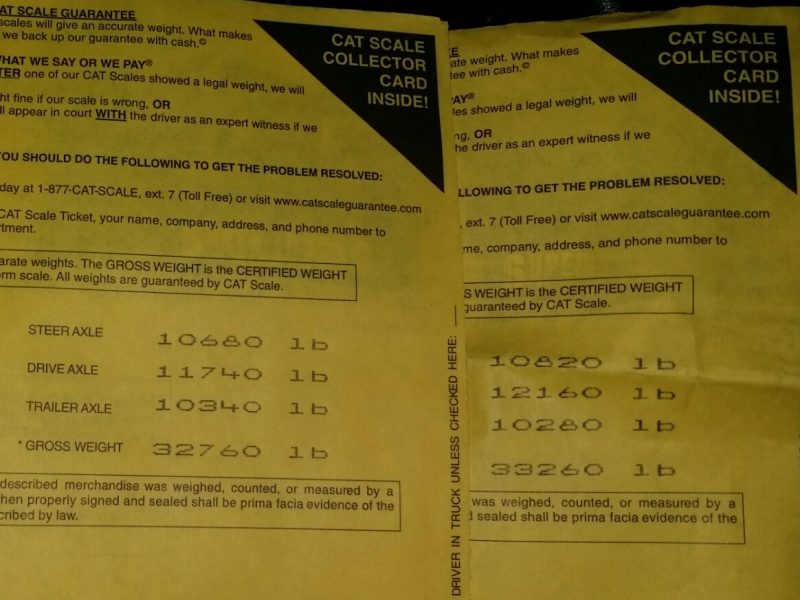 AT SCALE GUARANTEE
scales will give an accurate weight. What makes
we back up our guarantee with cash.©
HAT WE SAY OR WE PAY®
TER one of our CAT Scales showed a legal weight, we will
ht fine if our scale is wrong, OR
ll appear in court WITH the driver as an expert witness if we
YOU SHOULD DO THE FOLLOWING TO GET THE PROBLEM RESOLVED:
day at 1-877-CAT-SCALE, ext. 7 (Toll Free) or visit www.catscaleguarantee.com
CAT Scale Ticket, your name, company, address, and phone number to
rtment.
CAT SCALE
COLLECTOR
CARD
INSIDE!
arate weights. The GROSS WEIGHT is the CERTIFIED WEIGHT
orm scale. All weights are guaranteed by CAT Scale.
STEER AXLE 10680 lb
DRIVE AXLE 11740 lb
TRAILER AXLE 10340 lb
* GROSS WEIGHT 32760 lb
described merchandise was weighed, counted, or measured by a
hen properly signed and sealed shall be prima facia evidence of the
cribed by law.
DRIVER IN TRUCK UNLESS CHECKED HERE:
CAT SCALE
COLLECTOR
CARD
INSIDE!
E
ate weight. What makes
ee with cash.©
AY®
les showed a legal weight, we will
ng, OR
he driver as an expert witness if we
LLOWING TO GET THE PROBLEM RESOLVED:
, ext. 7 (Toll Free) or visit www.catscaleguarantee.com
me, company, address, and phone number to
S WEIGHT is the CERTIFIED WEIGHT
guaranteed by CAT Scale.
10820 lb
12160 lb
10280 lb
33260 lb
was weighed, counted, or measured by a
d sealed shall be prima facia evidence of the